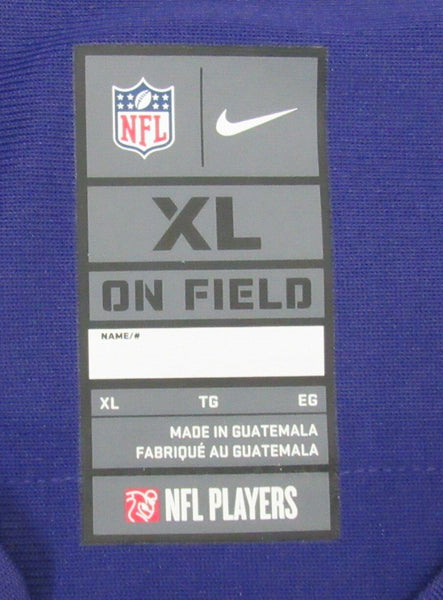 NFL
XL
ON FIELD
NAME/#
XL TG EG
MADE IN GUATEMALA
FABRIQUÉ AU GUATEMALA
NFL PLAYERS